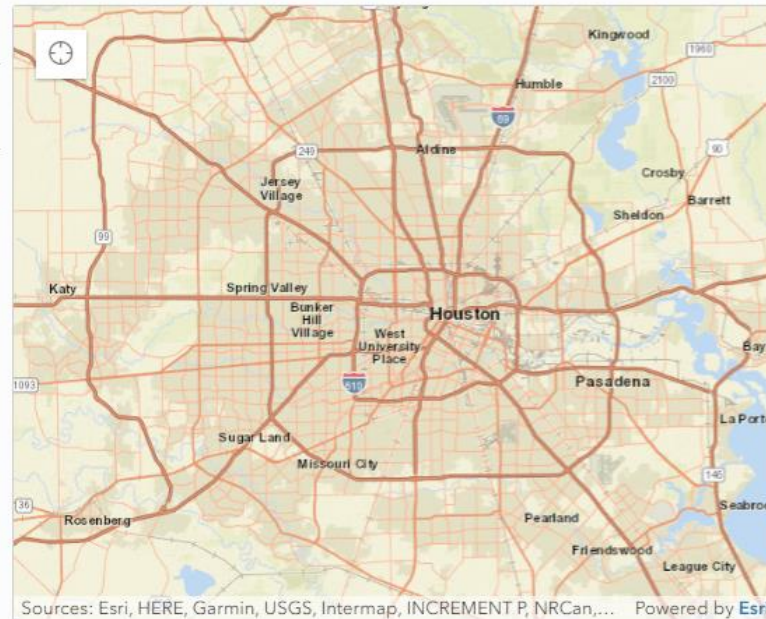 Kingwood
1960
2100
Humble
69
90
249
Aldine
Crosby
Jersey
Village
Barrett
Sheldon
99
Katy
Spring Valley
Bunker
Hill
Village
Houston
West
University
Place
Bay
1093
610
Pasadena
La Porte
Sugar Land
Missouri City
146
36
Rosenberg
Seabroo
Pearland
Friendswood
League City
Sources: Esri, HERE, Garmin, USGS, Intermap, INCREMENT P, NRCan,... Powered by Esr